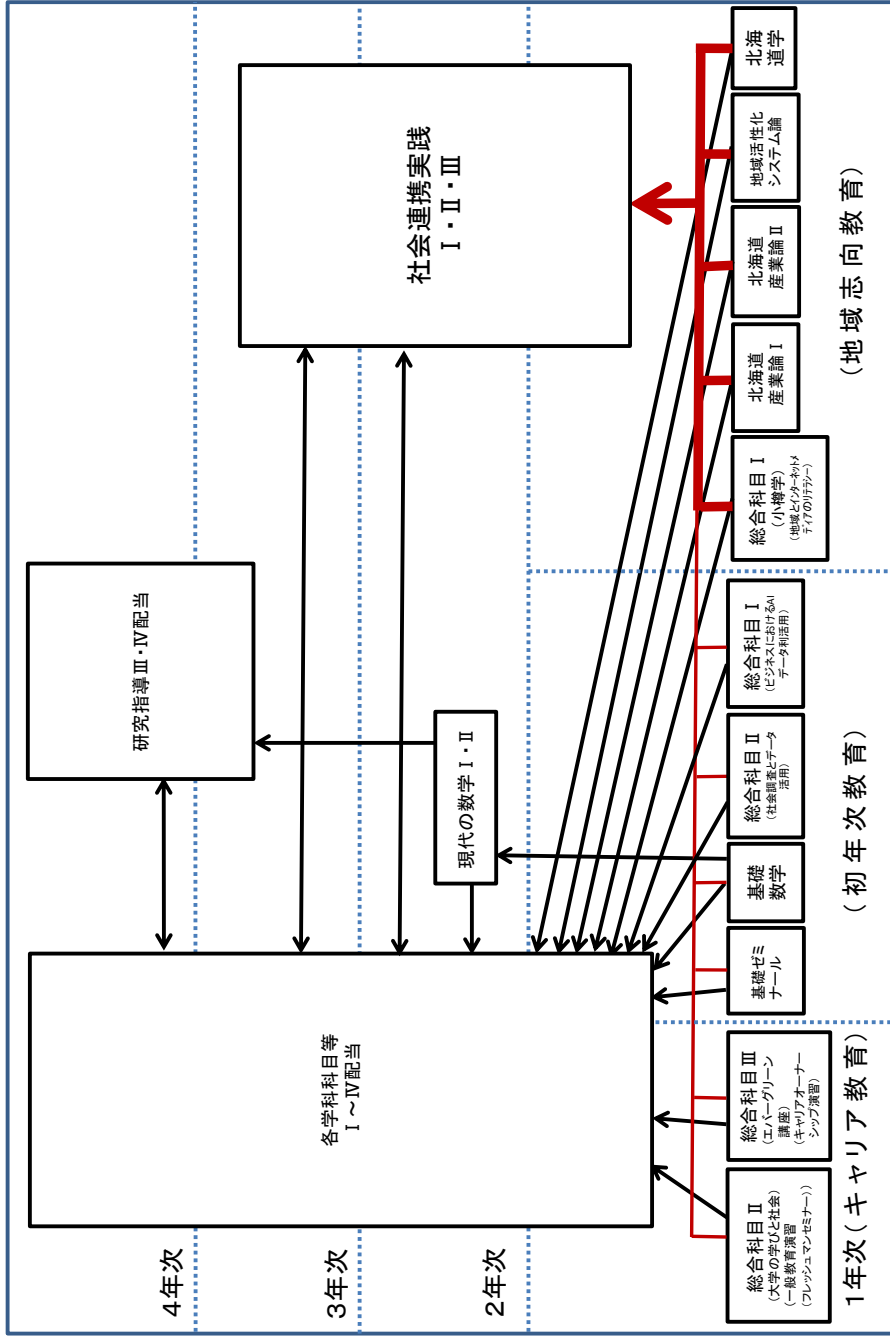 4年次
3年次
2年次
各学科科目等
Ⅰ～Ⅳ配当
研究指導Ⅲ・Ⅳ配当
現代の数学Ⅰ・Ⅱ
社会連携実践
Ⅰ・Ⅱ・Ⅲ
総合科目Ⅱ
(大学の学びと社会)
(一般教育演習
(フレッシュマンセミナー))
総合科目Ⅲ
(エバーグリーン
講座)
(キャリアオーナー
シップ演習)
基礎ゼミ
ナール
基礎
数学
総合科目Ⅱ
(社会調査とデータ
活用)
総合科目Ⅰ
(ビジネスにおけるAI
データ利活用)
総合科目Ⅰ
(小樽学)
(地域とインターネットメ
ディアのリテラシー)
北海道
産業論Ⅰ
北海道
産業論Ⅱ
地域活性化
システム論
北海
道学
1年次(キャリア教育)
(初年次教育)
(地域志向教育)